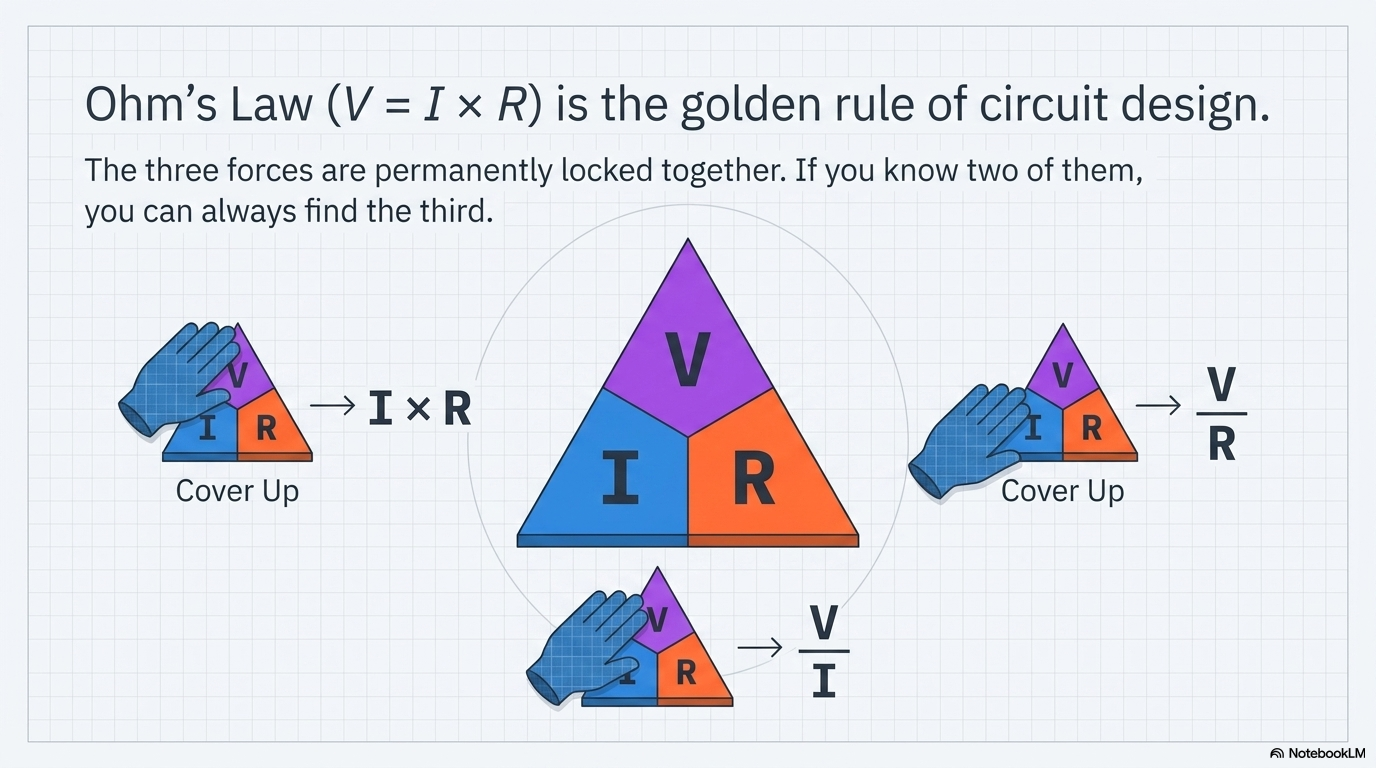 Ohm's Law (V = I × R) is the golden rule of circuit design.
The three forces are permanently locked together. If you know two of them,
you can always find the third.
V
I R
V
I R
I × R
Cover Up
V
I R
V
R
Cover Up
V
I R
V
I
NotebookLM